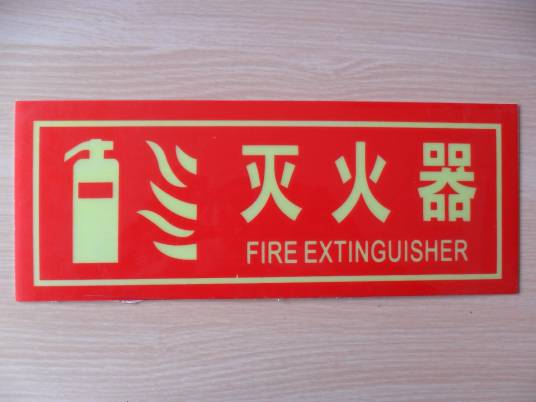 灭火器
FIRE EXTINGUISHER